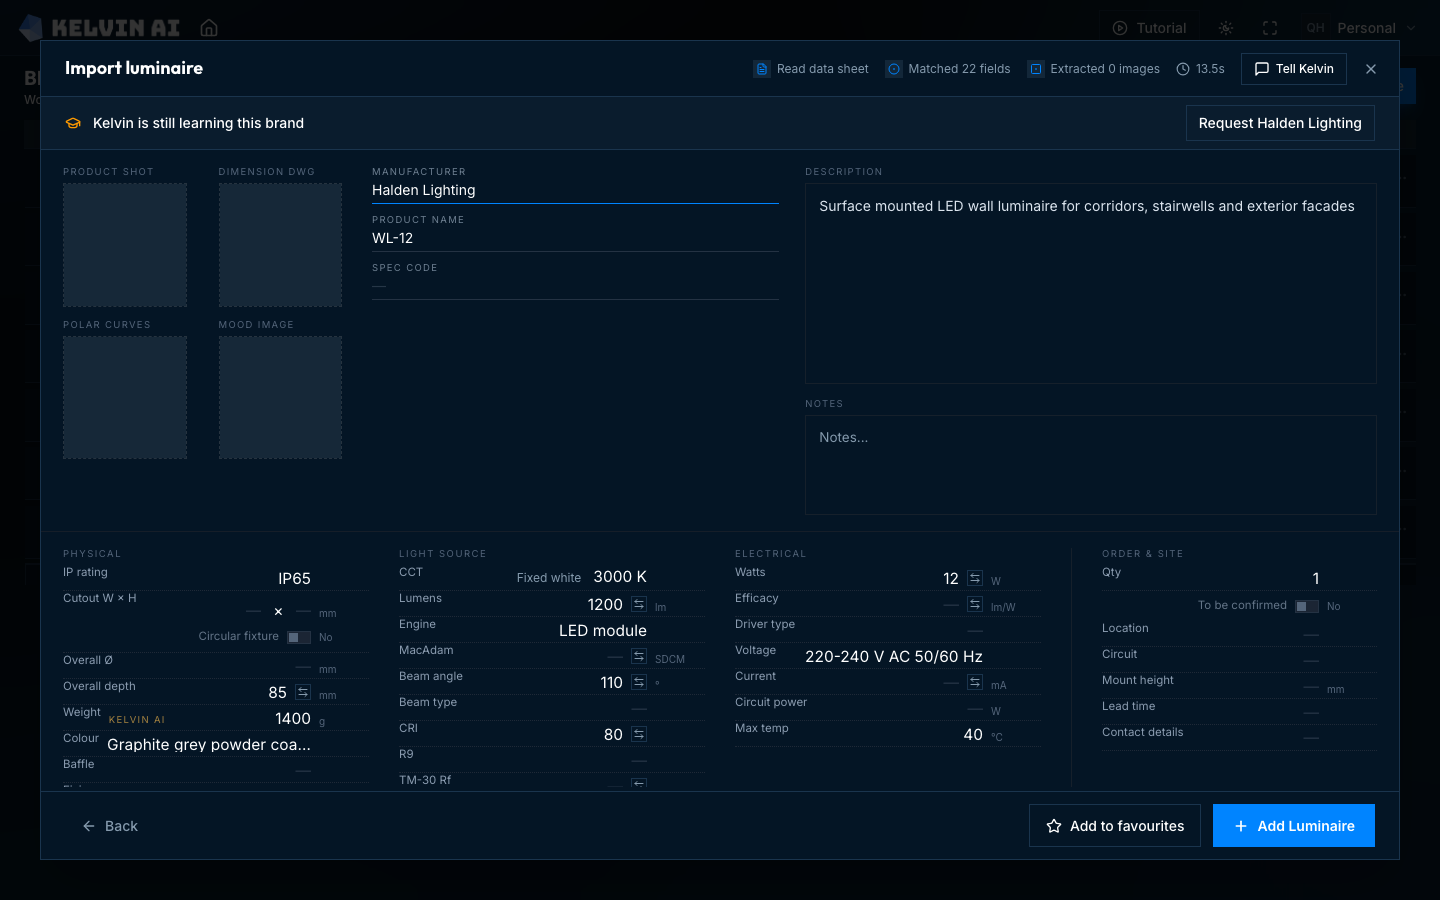 KELVIN AI
Tutorial
QH Personal
Import luminaire
Read data sheet
Matched 22 fields
Extracted 0 images
13.5s
Tell Kelvin
Kelvin is still learning this brand
Request Halden Lighting
PRODUCT SHOT
DIMENSION DWG
POLAR CURVES
MOOD IMAGE
MANUFACTURER
Halden Lighting
PRODUCT NAME
WL-12
SPEC CODE
—
DESCRIPTION
Surface mounted LED wall luminaire for corridors, stairwells and exterior facades
NOTES
Notes...
PHYSICAL
IP rating IP65
Cutout W × H — × — mm
Circular fixture No
Overall Ø — mm
Overall depth 85 mm
Weight KELVIN AI 1400 g
Colour Graphite grey powder coa...
Baffle —
LIGHT SOURCE
CCT Fixed white 3000 K
Lumens 1200 lm
Engine LED module
MacAdam — SDCM
Beam angle 110 °
Beam type —
CRI 80
R9 —
TM-30 Rf —
ELECTRICAL
Watts 12 W
Efficacy — lm/W
Driver type —
Voltage 220-240 V AC 50/60 Hz
Current — mA
Circuit power — W
Max temp 40 °C
ORDER & SITE
Qty 1
To be confirmed No
Location —
Circuit —
Mount height — mm
Lead time —
Contact details —
Back
Add to favourites
Add Luminaire